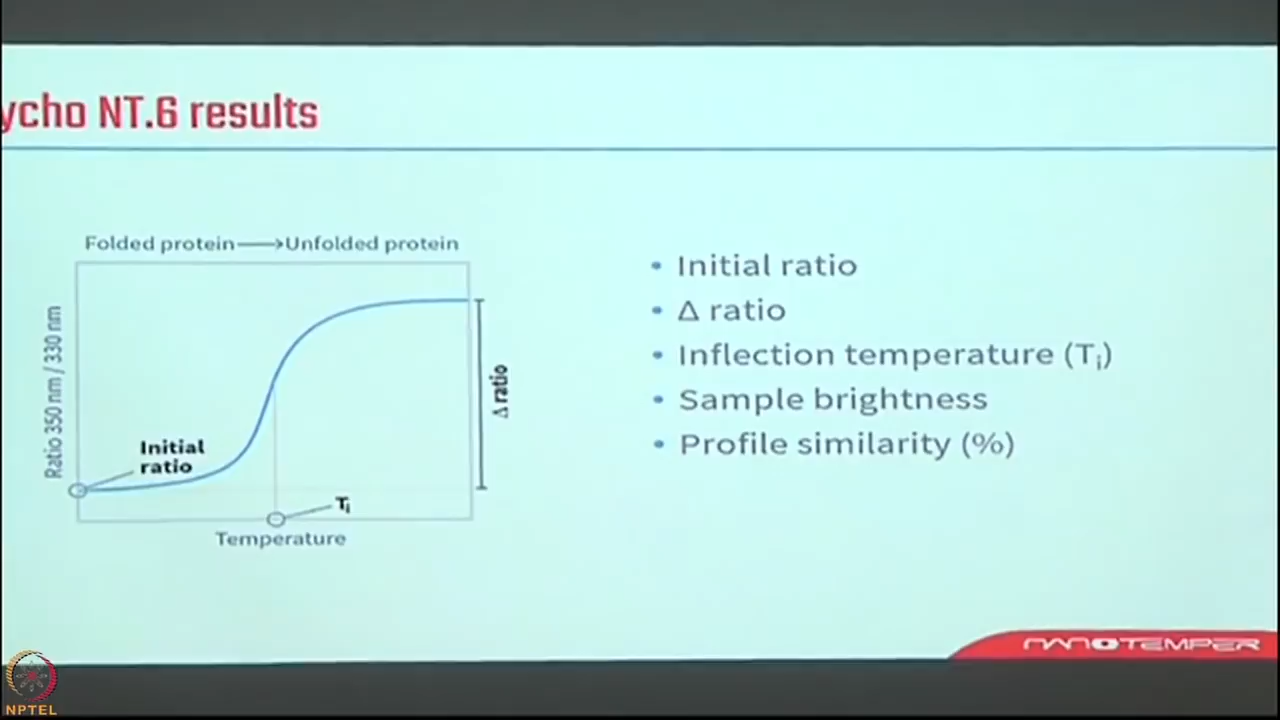 ycho NT.6 results
Folded protein → Unfolded protein
Ratio 350 nm / 330 nm
Initial
ratio
Δ ratio
Ti
Temperature
• Initial ratio
• Δ ratio
• Inflection temperature (Ti)
• Sample brightness
• Profile similarity (%)
NANOTEMPER
NPTEL